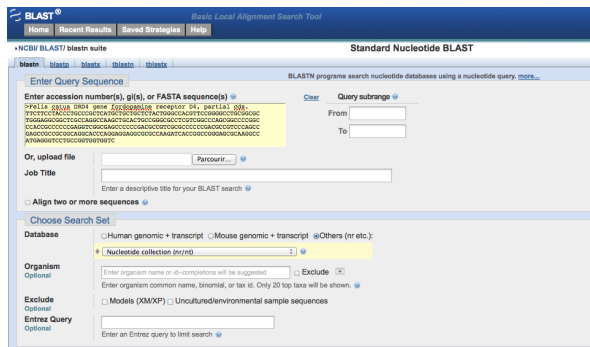 BLAST®
Basic Local Alignment Search Tool
Home Recent Results Saved Strategies Help
▸NCBI/ BLAST/ blastn suite
Standard Nucleotide BLAST
blastn blastp blastx tblastn tblastx
BLASTN programs search nucleotide databases using a nucleotide query. more...
Enter Query Sequence
Enter accession number(s), gi(s), or FASTA sequence(s) Clear Query subrange
>Felis catus DRD4 gene fordopamine receptor D4, partial cds.
TTCTTCCTACCCTGCCCGCTCATGCTGCTGCTCTACTGGGCCACGTTCCGGGGCCTGCGGCGC
TGGGAGGCGGCTCGCCAGGCCAAGCTGCACTGCCGGGCGCCTCGTCGGCCCAGCGGCCCCGGC
CCACCGCCCCCCGAGGTCGGCGAGCCCCCCGACGCCGTCGCGCCCCCCGACGCCGTCCCAGCC
GAGCCGCCGCGGCAGGCACCCAGGAGGAGGCGCGCCAAGATCACCGGCCGGGAGCGCAAGGCC
ATGAGGGTCCTGCCGGTGGTGGTC
From
To
Or, upload file Parcourir...
Job Title
Enter a descriptive title for your BLAST search
Align two or more sequences
Choose Search Set
Database Human genomic + transcript Mouse genomic + transcript Others (nr etc.):
Nucleotide collection (nr/nt)
Organism
Optional
Enter organism name or id--completions will be suggested Exclude +
Enter organism common name, binomial, or tax id. Only 20 top taxa will be shown.
Exclude
Optional
Models (XM/XP) Uncultured/environmental sample sequences
Entrez Query
Optional
Enter an Entrez query to limit search